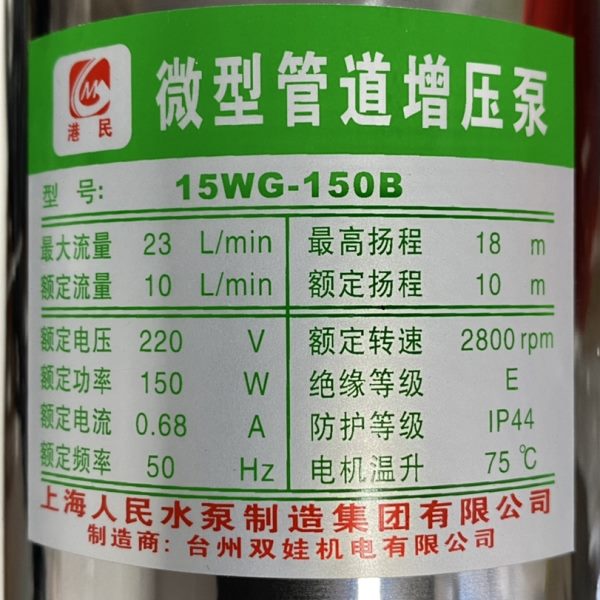 港民
微型管道增压泵
型号: 15WG-150B
最大流量 23 L/min 最高扬程 18 m
额定流量 10 L/min 额定扬程 10 m
额定电压 220 V 额定转速 2800 rpm
额定功率 150 W 绝缘等级 E
额定电流 0.68 A 防护等级 IP44
额定频率 50 Hz 电机温升 75 ℃
上海人民水泵制造集团有限公司
制造商: 台州双娃机电有限公司